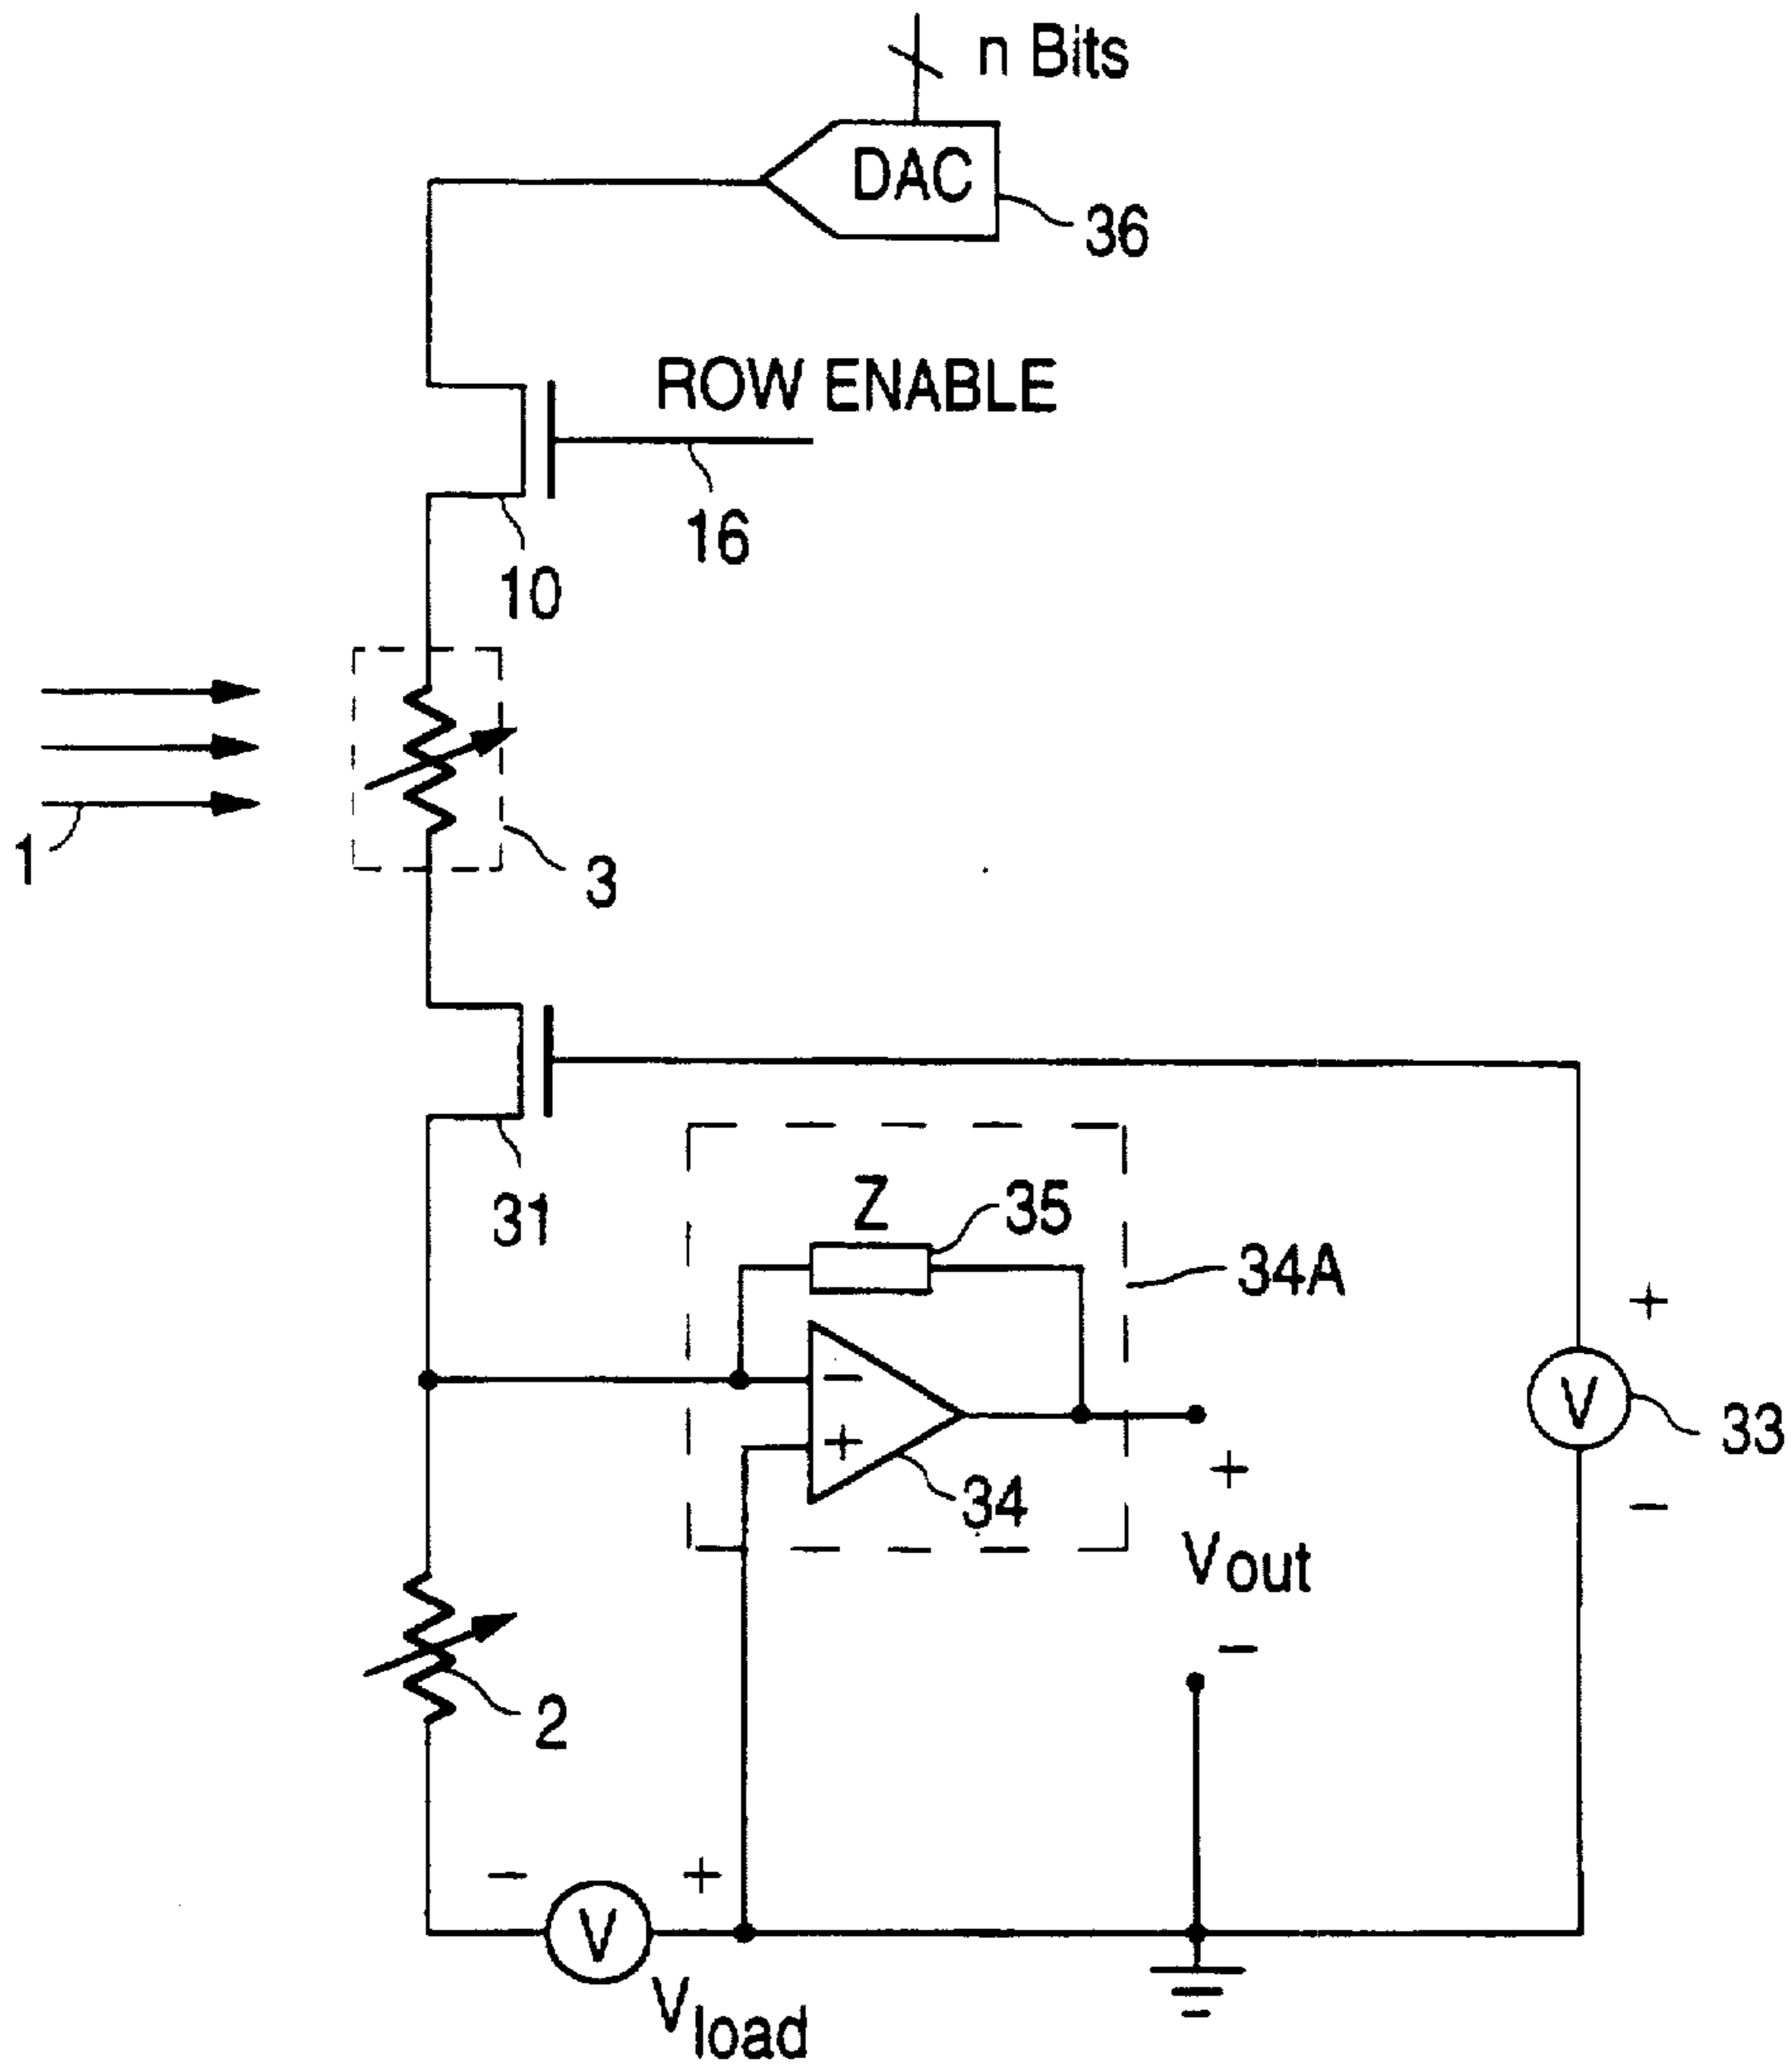 n Bits
DAC
36
ROW ENABLE
16
10
1
3
31
Z
35
34A
+
−
+
34
V
33
+
−
Vout
−
2
−
+
V
Vload